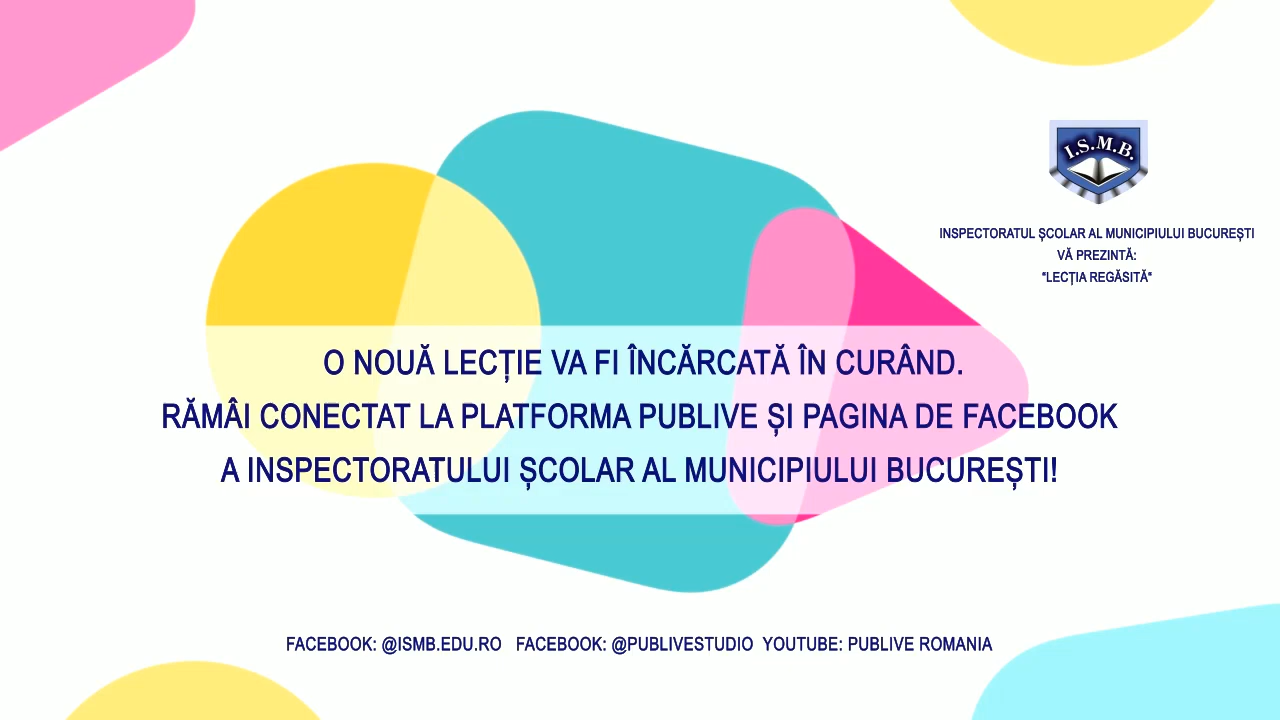 I.S.M.B.
INSPECTORATUL ȘCOLAR AL MUNICIPIULUI BUCUREȘTI
VĂ PREZINTĂ:
"LECȚIA REGĂSITĂ"
O NOUĂ LECȚIE VA FI ÎNCĂRCATĂ ÎN CURÂND.
RĂMÂI CONECTAT LA PLATFORMA PUBLIVE ȘI PAGINA DE FACEBOOK
A INSPECTORATULUI ȘCOLAR AL MUNICIPIULUI BUCUREȘTI!
FACEBOOK: @ISMB.EDU.RO FACEBOOK: @PUBLIVESTUDIO YOUTUBE: PUBLIVE ROMANIA